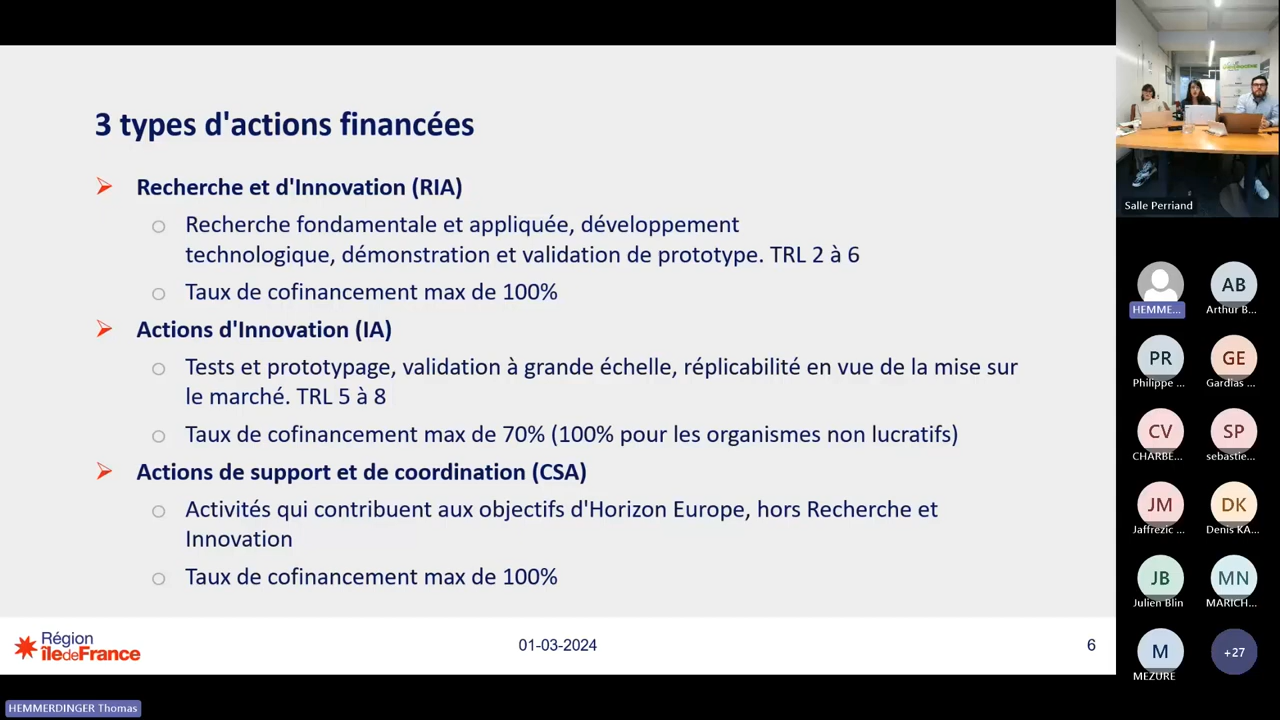 3 types d'actions financées
Recherche et d'Innovation (RIA)
Recherche fondamentale et appliquée, développement
technologique, démonstration et validation de prototype. TRL 2 à 6
Taux de cofinancement max de 100%
Actions d'Innovation (IA)
Tests et prototypage, validation à grande échelle, réplicabilité en vue de la mise sur
le marché. TRL 5 à 8
Taux de cofinancement max de 70% (100% pour les organismes non lucratifs)
Actions de support et de coordination (CSA)
Activités qui contribuent aux objectifs d'Horizon Europe, hors Recherche et
Innovation
Taux de cofinancement max de 100%
Région
îledeFrance
01-03-2024
6
HEMMERDINGER Thomas
Salle Perriand
HEMME...
AB
Arthur B...
PR
Philippe ...
GE
Gardias ...
CV
CHARBE...
SP
sebastie...
JM
Jaffrezic ...
DK
Denis KA...
JB
Julien Blin
MN
MARICH...
M
MEZURE
+27